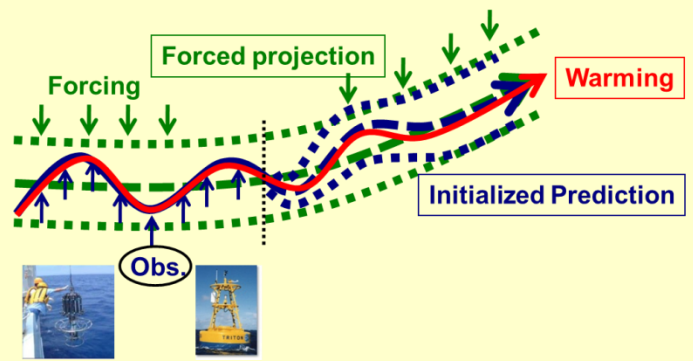 Forced projection
Forcing
Warming
Initialized Prediction
Obs.
TRITON